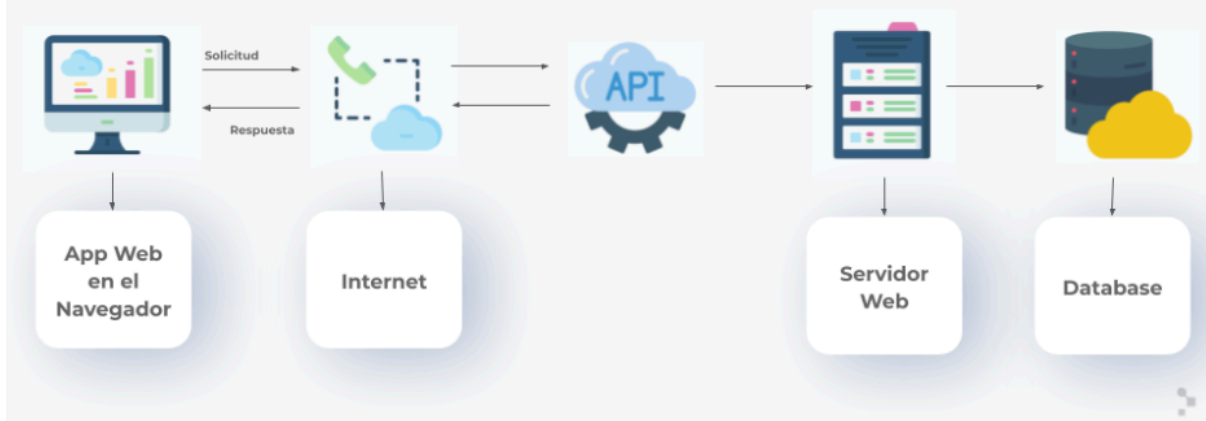 Solicitud
Respuesta
API
App Web
en el
Navegador
Internet
Servidor
Web
Database